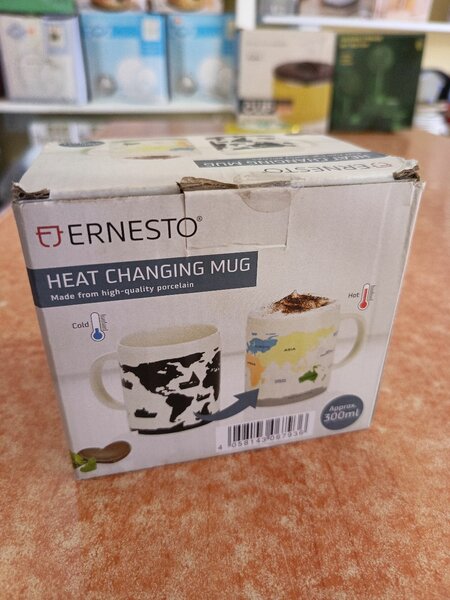 HEAT CHANGING MUG
ERNESTO
ERNESTO®
HEAT CHANGING MUG
Made from high-quality porcelain
Cold
Hot
ASIA
Approx.
300ml